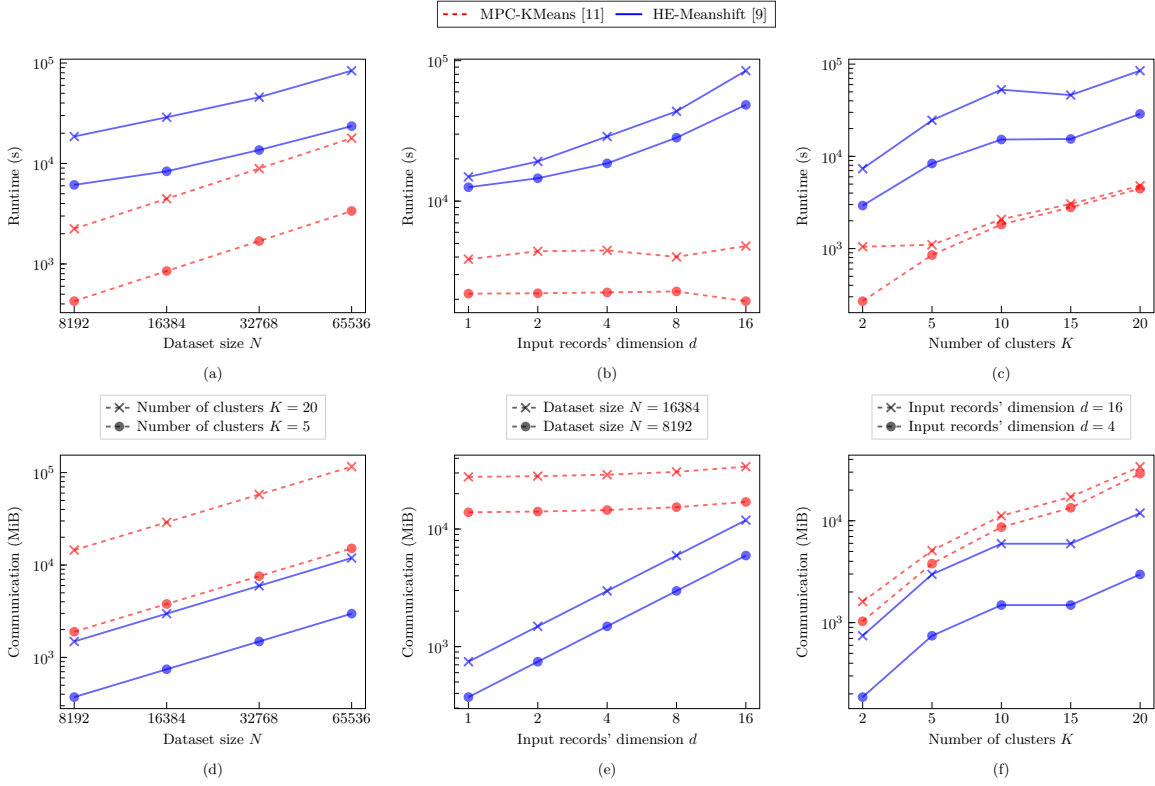 MPC-KMeans [11] HE-Meanshift [9]
10^5
10^4
10^3
Runtime (s)
8192 16384 32768 65536
Dataset size N
(a)
10^5
10^4
Runtime (s)
1 2 4 8 16
Input records' dimension d
(b)
10^5
10^4
10^3
Runtime (s)
2 5 10 15 20
Number of clusters K
(c)
Number of clusters K = 20
Number of clusters K = 5
Dataset size N = 16384
Dataset size N = 8192
Input records' dimension d = 16
Input records' dimension d = 4
10^5
10^4
10^3
Communication (MiB)
8192 16384 32768 65536
Dataset size N
(d)
10^4
10^3
Communication (MiB)
1 2 4 8 16
Input records' dimension d
(e)
10^4
10^3
Communication (MiB)
2 5 10 15 20
Number of clusters K
(f)